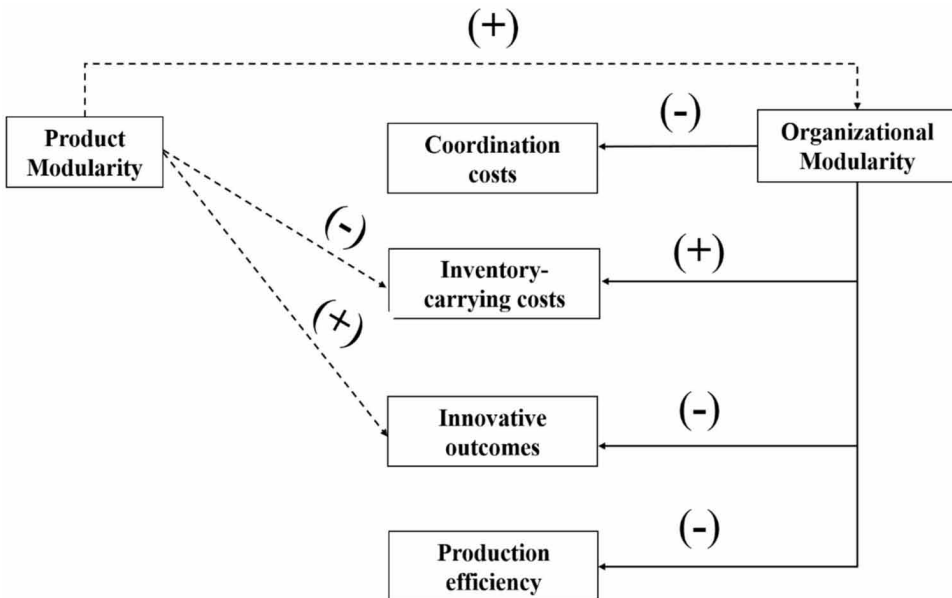 (+)
Product
Modularity
Coordination
costs
(-)
Organizational
Modularity
(-)
Inventory-
carrying costs
(+)
(+)
Innovative
outcomes
(-)
Production
efficiency
(-)